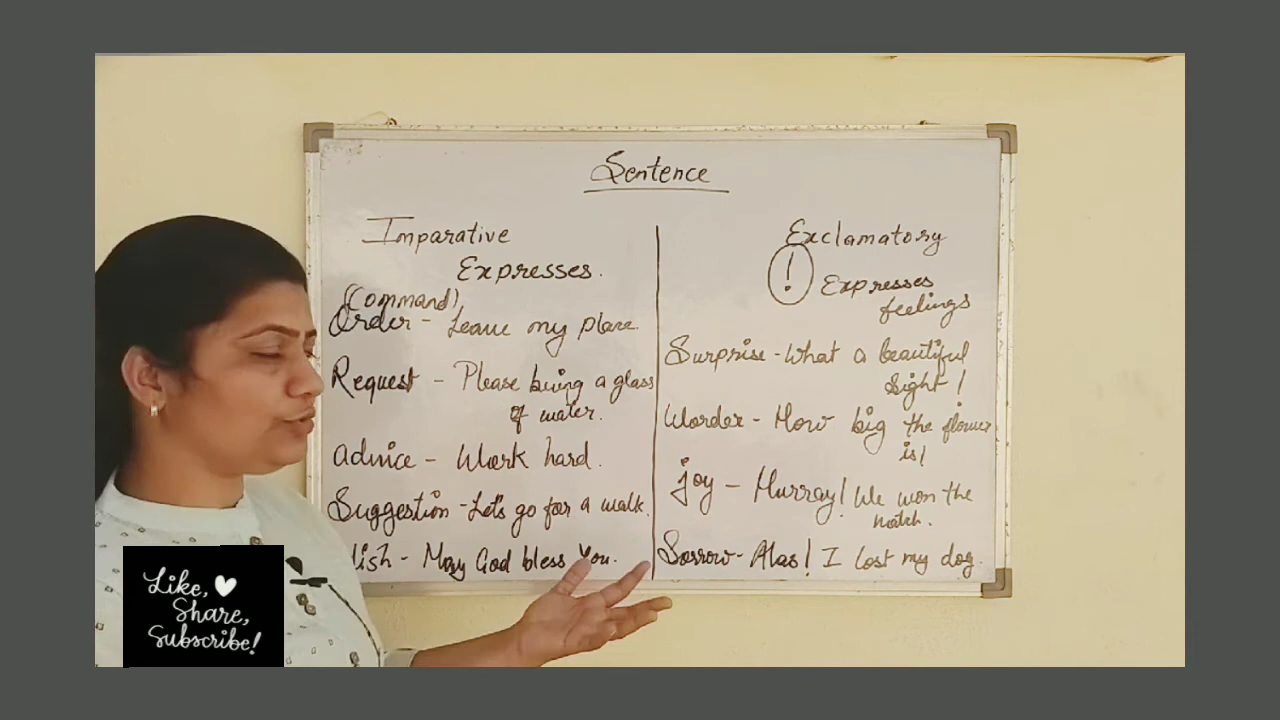 Sentence
Imparative
Expresses.
(Command)
Order - Leave my place.
Request - Please bring a glass
of water.
Advice - Work hard.
Suggestion - Let's go for a walk.
ish - May God bless You.
Exclamatory
!
Expresses
feelings
Surprise - What a beautiful
Sight !
Wonder - How big the flower
is!
Joy - Hurray! We won the
match.
Sorrow - Alas! I lost my dog.
Like,
Share,
Subscribe!